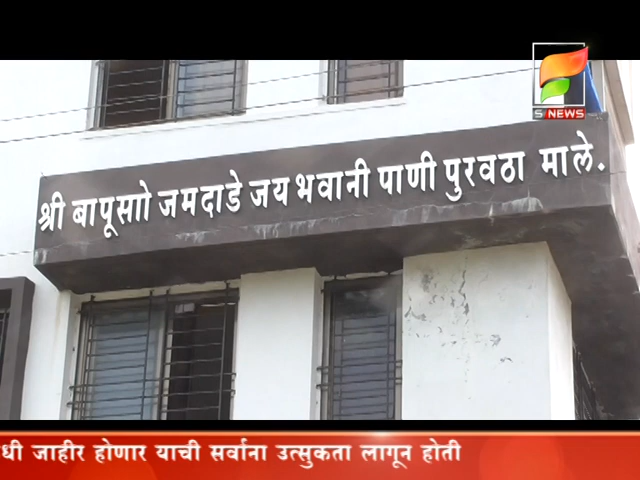 S NEWS
श्री बापूसाो जमदाडे जय भवानी पाणी पुरवठा माले.
धी जाहीर होणार याची सर्वाना उत्सुकता लागून होती